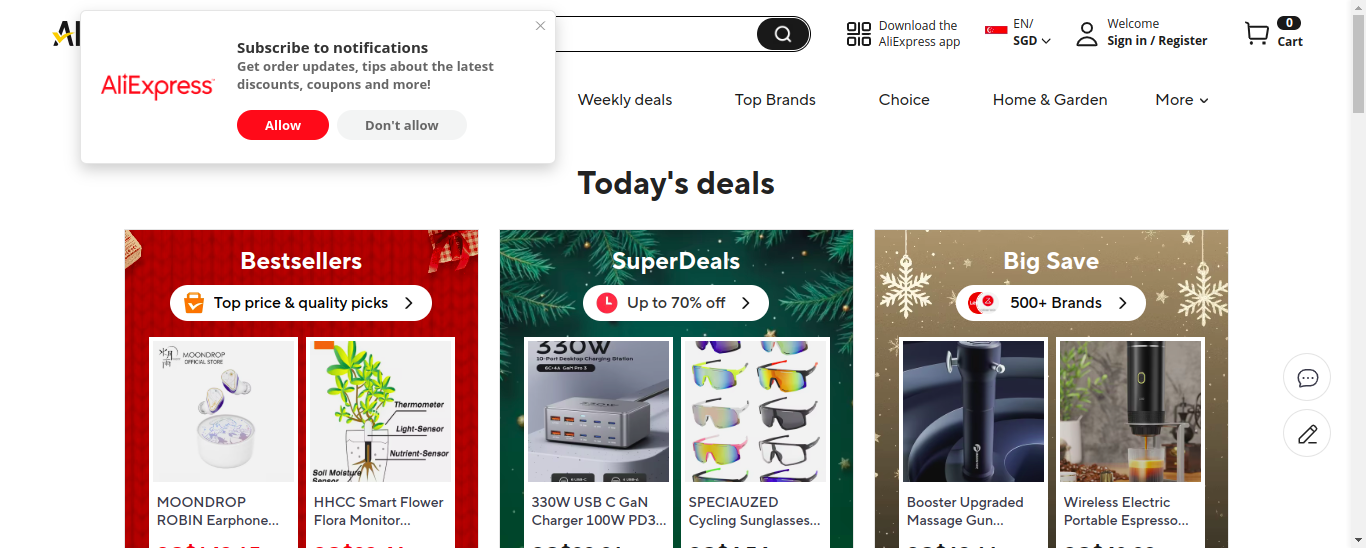 Subscribe to notifications
Get order updates, tips about the latest
discounts, coupons and more!
AliExpress
Allow
Don't allow
Download the
AliExpress app
EN/
SGD
Welcome
Sign in / Register
0
Cart
Weekly deals
Top Brands
Choice
Home & Garden
More
Today's deals
Bestsellers
Top price & quality picks
MOONDROP
OFFICIAL STORE
Thermometer
Light-Sensor
Nutrient-Sensor
Soil Moisture
MOONDROP
ROBIN Earphone...
HHCC Smart Flower
Flora Monitor...
SuperDeals
Up to 70% off
330W
10-Port Desktop Charging Station
6C+4A GaN Pro 3
330W USB C GaN
Charger 100W PD3...
SPECIAUZED
Cycling Sunglasses...
Big Save
500+ Brands
Booster Upgraded
Massage Gun...
Wireless Electric
Portable Espresso...